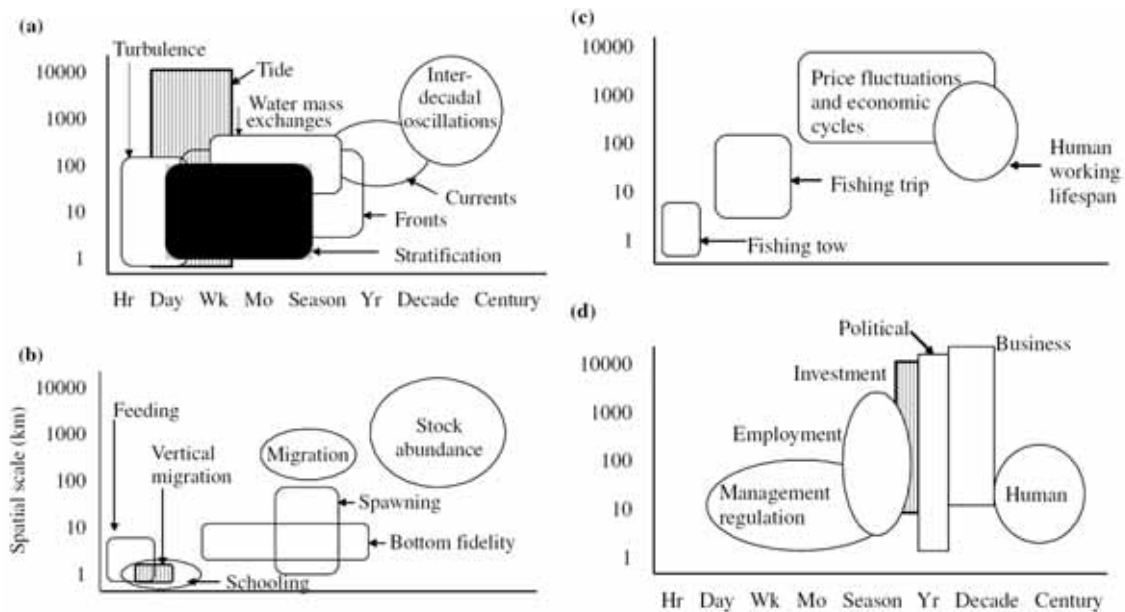 (a)
Turbulence
10000
1000
100
10
1
Tide
Water mass
exchanges
Inter-
decadal
oscillations
Currents
Fronts
Stratification
Hr Day Wk Mo Season Yr Decade Century
(b)
Spatial scale (km)
10000
1000
100
10
1
Feeding
Vertical
migration
Migration
Stock
abundance
Spawning
Bottom fidelity
Schooling
(c)
10000
1000
100
10
1
Price fluctuations
and economic
cycles
Human
working
lifespan
Fishing trip
Fishing tow
(d)
10000
1000
100
10
1
Political
Business
Investment
Employment
Management
regulation
Human
Hr Day Wk Mo Season Yr Decade Century